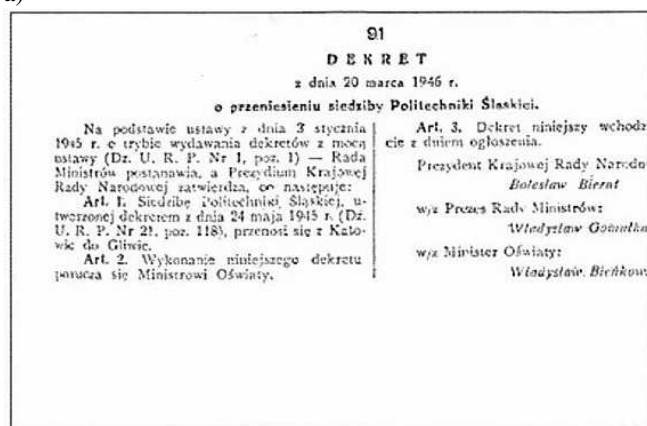 a)
91
DEKRET
z dnia 20 marca 1946 r.
o przeniesieniu siedziby Politechniki Śląskiej.
Na podstawie ustawy z dnia 3 stycznia
1945 r. o trybie wydawania dekretów z mocą
ustawy (Dz. U. R. P. Nr 1, poz. 1) — Rada
Ministrów postanawia, a Prezydium Krajowej
Rady Narodowej zatwierdza, co następuje:
Art. 1. Siedzibę Politechniki Śląskiej, u-
tworzonej dekretem z dnia 24 maja 1945 r. (Dz.
U. R. P. Nr 21, poz. 118), przenosi się z Kato-
wic do Gliwic.
Art. 2. Wykonanie niniejszego dekretu
porucza się Ministrowi Oświaty.
Art. 3. Dekret niniejszy wchodz
cie z dniem ogłoszenia.
Prezydent Krajowej Rady Narodo
Bolesław Bierut
w/z Prezes Rady Ministrów:
Władysław Gomułka
w/z Minister Oświaty:
Władysław Bieńkow